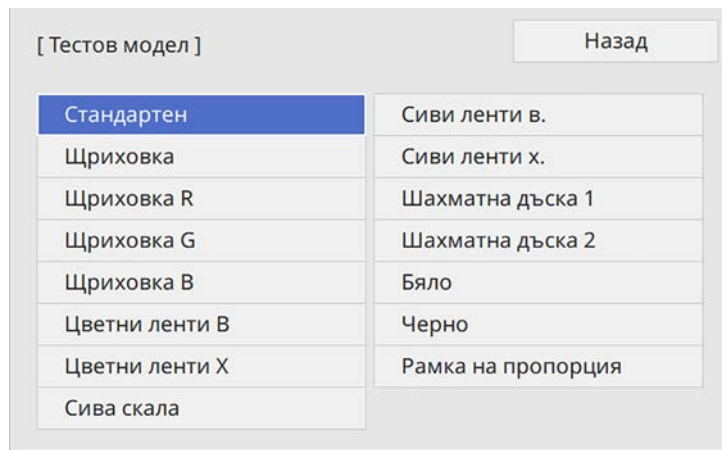 [ Тестов модел ]
Назад
Стандартен
Щриховка
Щриховка R
Щриховка G
Щриховка B
Цветни ленти В
Цветни ленти Х
Сива скала
Сиви ленти в.
Сиви ленти х.
Шахматна дъска 1
Шахматна дъска 2
Бяло
Черно
Рамка на пропорция